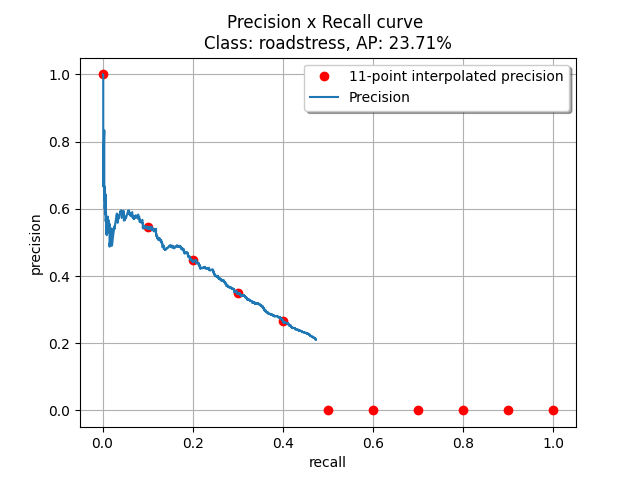 Precision x Recall curve
Class: roadstress, AP: 23.71%
11-point interpolated precision
Precision
1.0
0.8
0.6
0.4
0.2
0.0
precision
0.0
0.2
0.4
0.6
0.8
1.0
recall